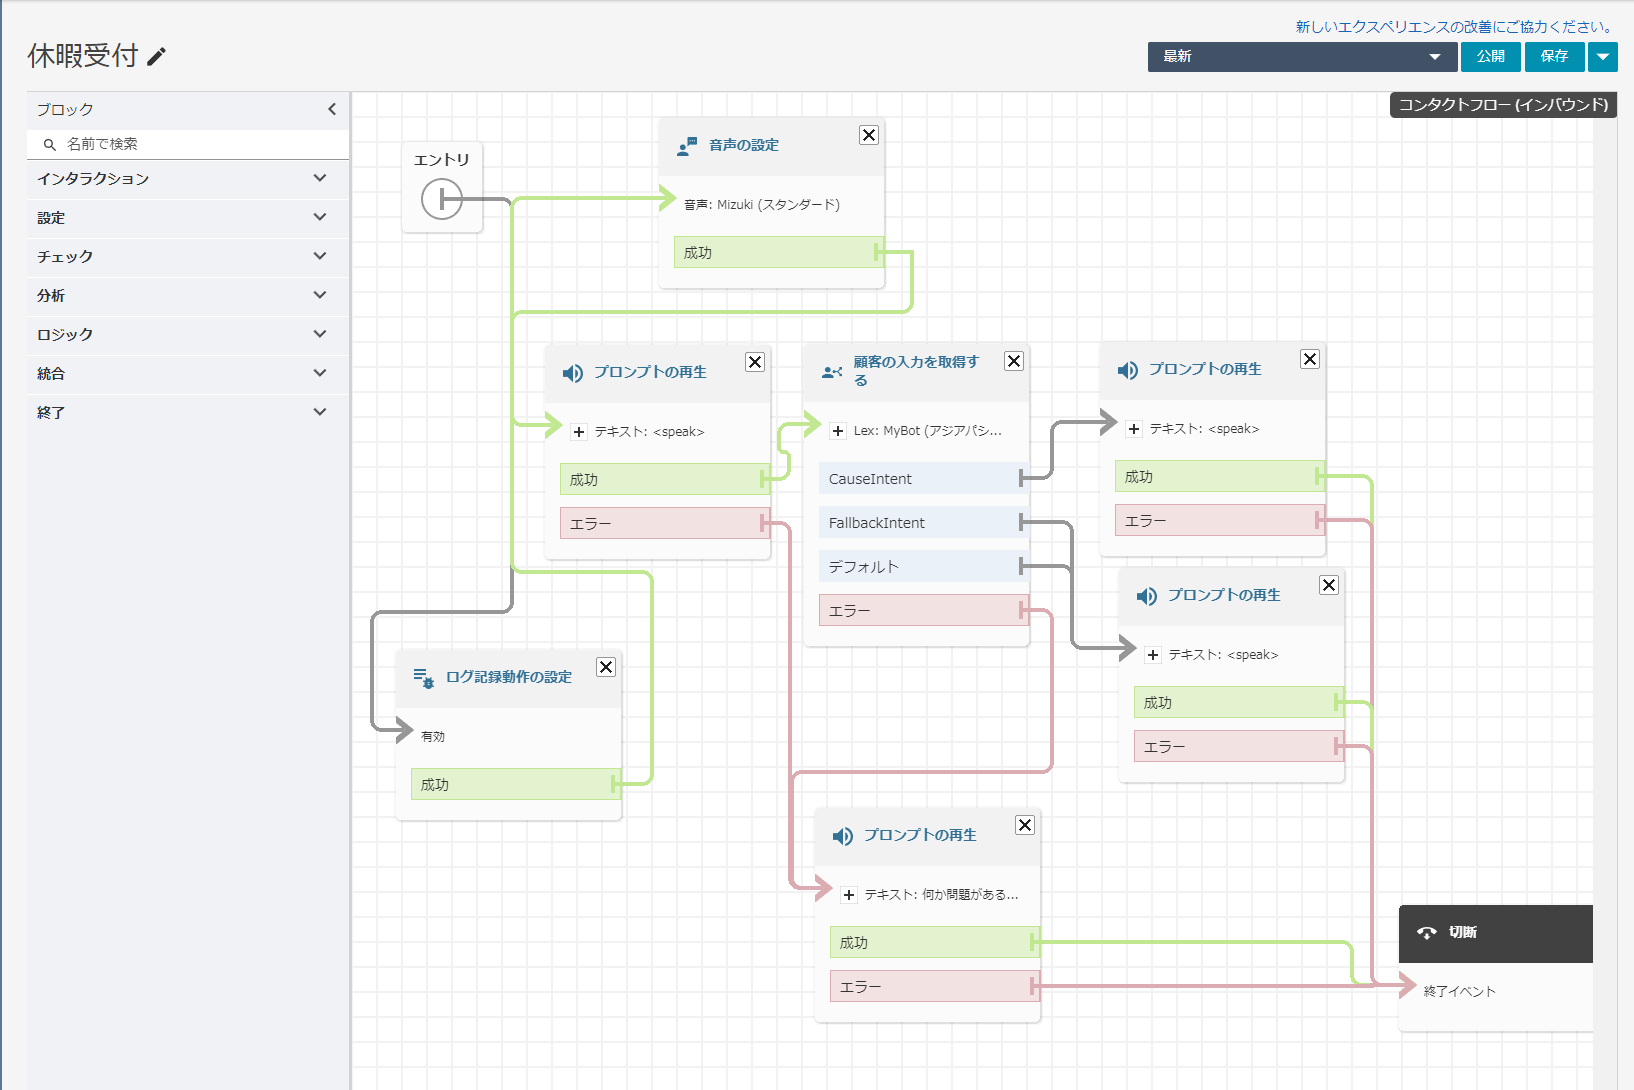 新しいエクスペリエンスの改善にご協力ください。
休暇受付
最新
公開
保存
コンタクトフロー (インバウンド)
ブロック
名前で検索
インタラクション
設定
チェック
分析
ロジック
統合
終了
エントリ
音声の設定
音声: Mizuki (スタンダード)
成功
プロンプトの再生
テキスト: <speak>
成功
エラー
顧客の入力を取得す
る
Lex: MyBot (アジアパシ...
CauseIntent
FallbackIntent
デフォルト
エラー
プロンプトの再生
テキスト: <speak>
成功
エラー
プロンプトの再生
テキスト: <speak>
成功
エラー
ログ記録動作の設定
有効
成功
プロンプトの再生
テキスト: 何か問題がある...
成功
エラー
切断
終了イベント